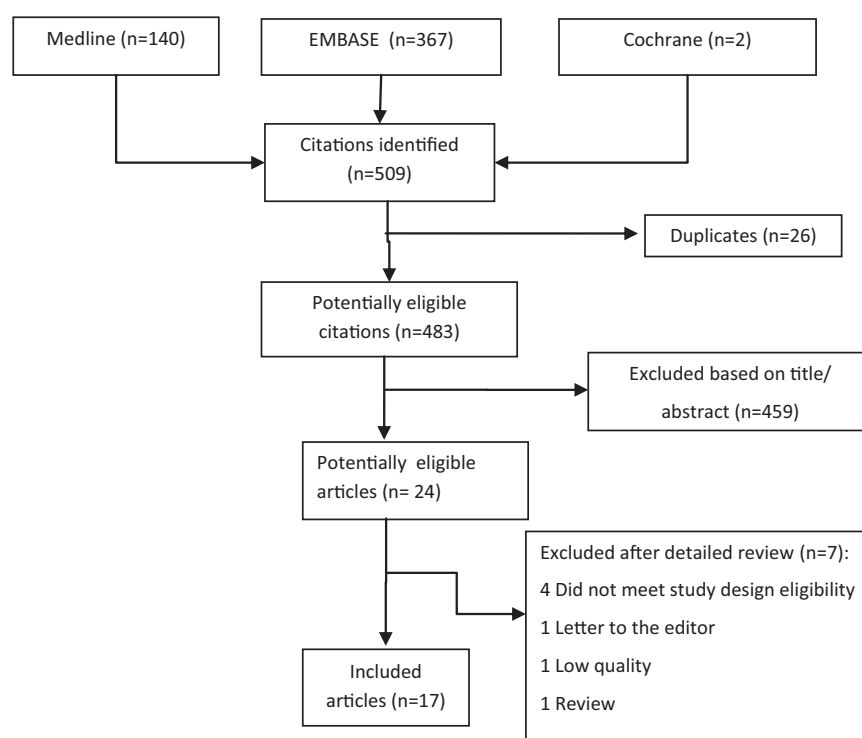 Medline (n=140)
EMBASE (n=367)
Cochrane (n=2)
Citations identified
(n=509)
Duplicates (n=26)
Potentially eligible
citations (n=483)
Excluded based on title/
abstract (n=459)
Potentially eligible
articles (n= 24)
Excluded after detailed review (n=7):
4 Did not meet study design eligibility
1 Letter to the editor
1 Low quality
1 Review
Included
articles (n=17)